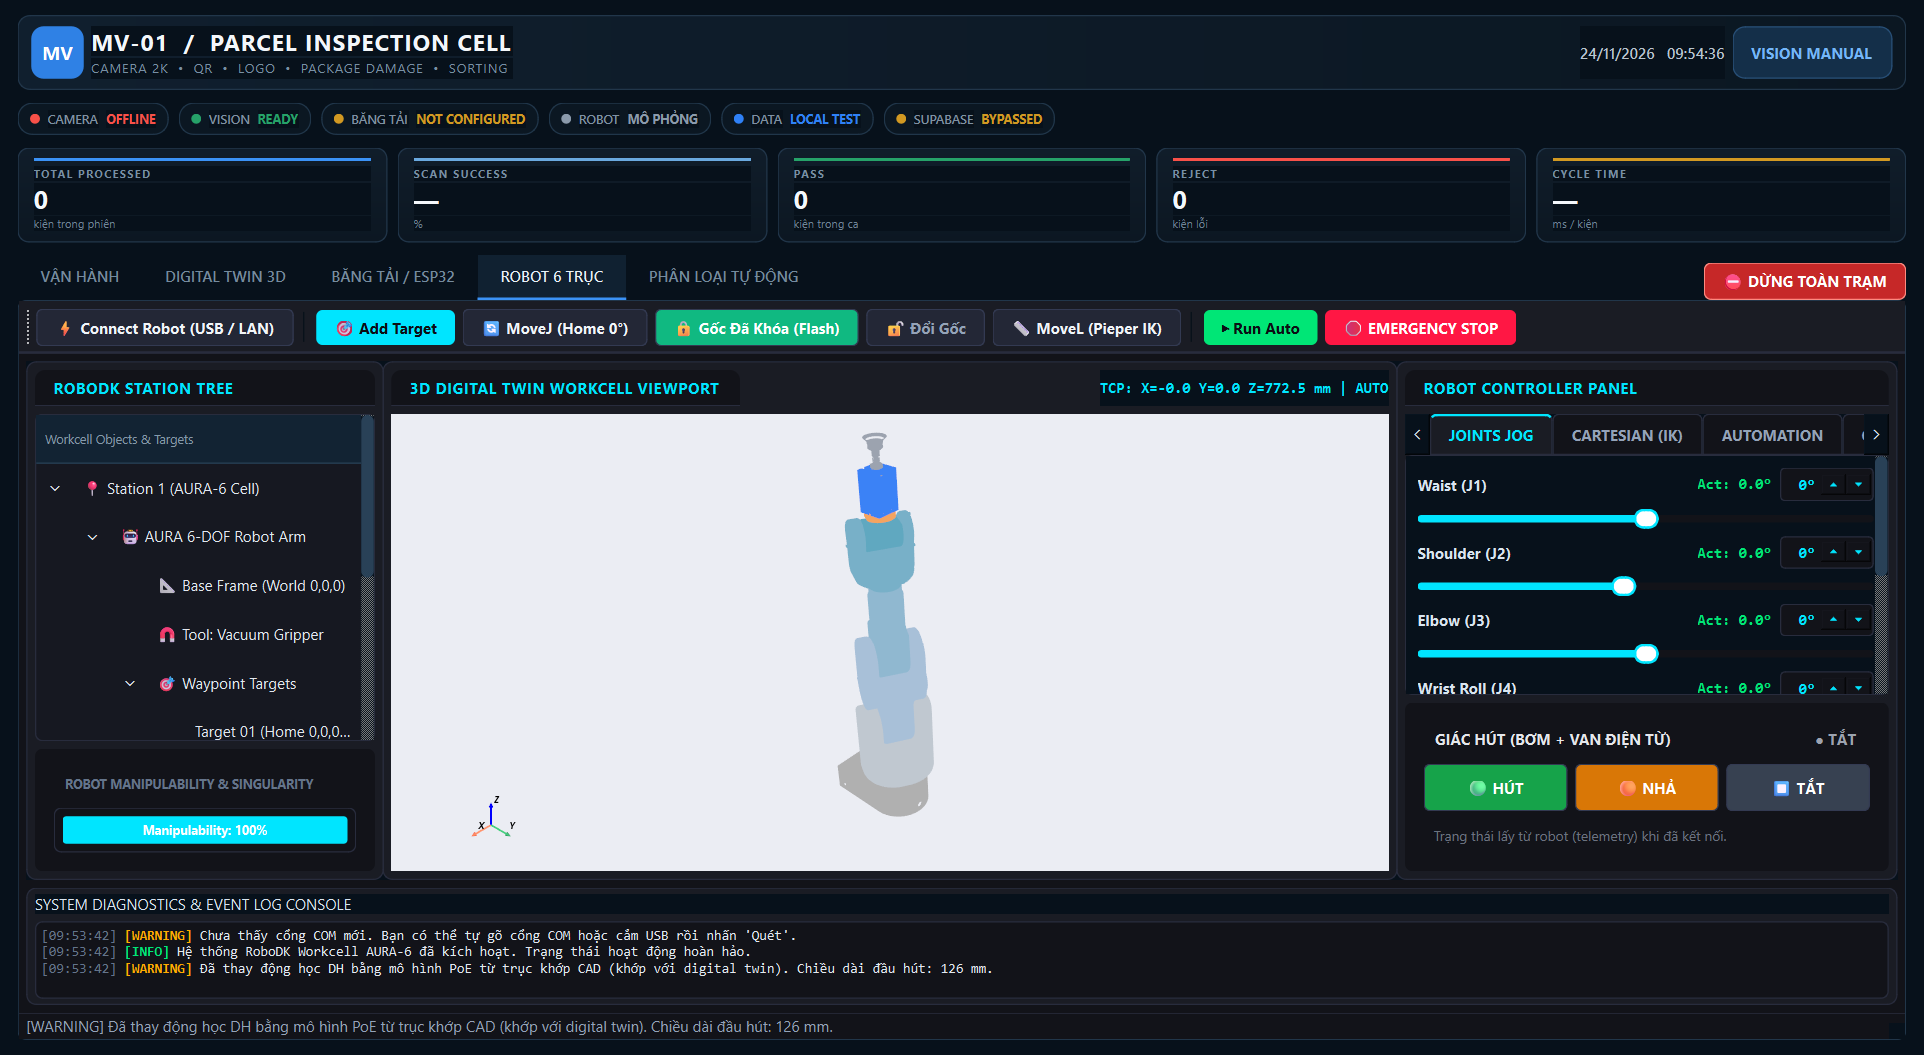 MV
MV-01 / PARCEL INSPECTION CELL
CAMERA 2K • QR • LOGO • PACKAGE DAMAGE • SORTING
24/11/2026 09:54:36
VISION MANUAL
CAMERA OFFLINE
VISION READY
BĂNG TẢI NOT CONFIGURED
ROBOT MÔ PHỎNG
DATA LOCAL TEST
SUPABASE BYPASSED
TOTAL PROCESSED
0
kiện trong phiên
SCAN SUCCESS
—
%
PASS
0
kiện trong ca
REJECT
0
kiện lỗi
CYCLE TIME
—
ms / kiện
VẬN HÀNH
DIGITAL TWIN 3D
BĂNG TẢI / ESP32
ROBOT 6 TRỤC
PHÂN LOẠI TỰ ĐỘNG
DỪNG TOÀN TRẠM
Connect Robot (USB / LAN)
Add Target
MoveJ (Home 0°)
Gốc Đã Khóa (Flash)
Đổi Gốc
MoveL (Pieper IK)
Run Auto
EMERGENCY STOP
ROBODK STATION TREE
Workcell Objects & Targets
Station 1 (AURA-6 Cell)
AURA 6-DOF Robot Arm
Base Frame (World 0,0,0)
Tool: Vacuum Gripper
Waypoint Targets
Target 01 (Home 0,0,0...
ROBOT MANIPULABILITY & SINGULARITY
Manipulability: 100%
3D DIGITAL TWIN WORKCELL VIEWPORT
TCP: X=-0.0 Y=0.0 Z=772.5 mm | AUTO
Z
X
Y
ROBOT CONTROLLER PANEL
JOINTS JOG
CARTESIAN (IK)
AUTOMATION
Waist (J1) Act: 0.0° 0°
Shoulder (J2) Act: 0.0° 0°
Elbow (J3) Act: 0.0° 0°
Wrist Roll (J4) Act: 0.0° 0°
GIÁC HÚT (BƠM + VAN ĐIỆN TỪ)
● TẮT
HÚT
NHẢ
TẮT
Trạng thái lấy từ robot (telemetry) khi đã kết nối.
SYSTEM DIAGNOSTICS & EVENT LOG CONSOLE
[09:53:42] [WARNING] Chưa thấy cổng COM mới. Bạn có thể tự gõ cổng COM hoặc cắm USB rồi nhấn 'Quét'.
[09:53:42] [INFO] Hệ thống RoboDK Workcell AURA-6 đã kích hoạt. Trạng thái hoạt động hoàn hảo.
[09:53:42] [WARNING] Đã thay động học DH bằng mô hình PoE từ trục khớp CAD (khớp với digital twin). Chiều dài đầu hút: 126 mm.
[WARNING] Đã thay động học DH bằng mô hình PoE từ trục khớp CAD (khớp với digital twin). Chiều dài đầu hút: 126 mm.